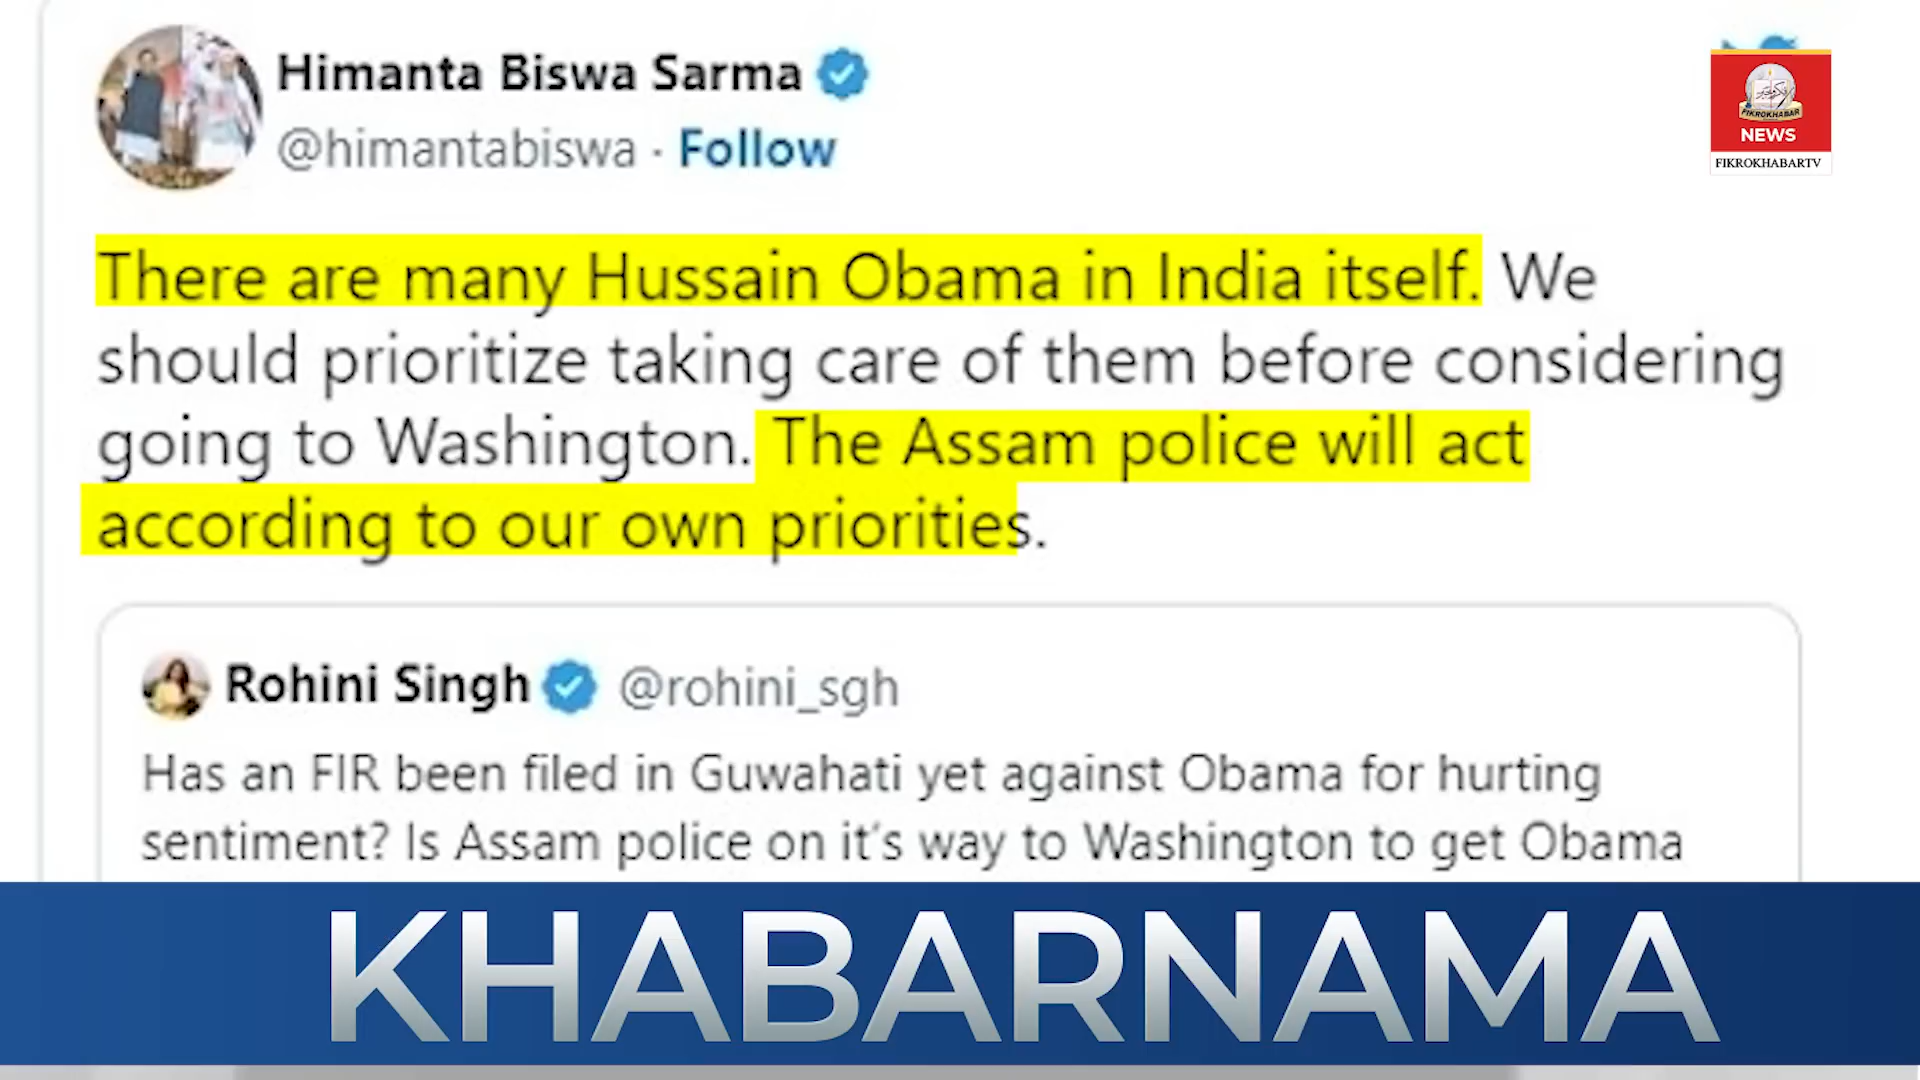 Himanta Biswa Sarma
@himantabiswa · Follow
FIKROKHABAR
NEWS
FIKROKHABARTV
There are many Hussain Obama in India itself. We
should prioritize taking care of them before considering
going to Washington. The Assam police will act
according to our own priorities.
Rohini Singh @rohini_sgh
Has an FIR been filed in Guwahati yet against Obama for hurting
sentiment? Is Assam police on it's way to Washington to get Obama
KHABARNAMA